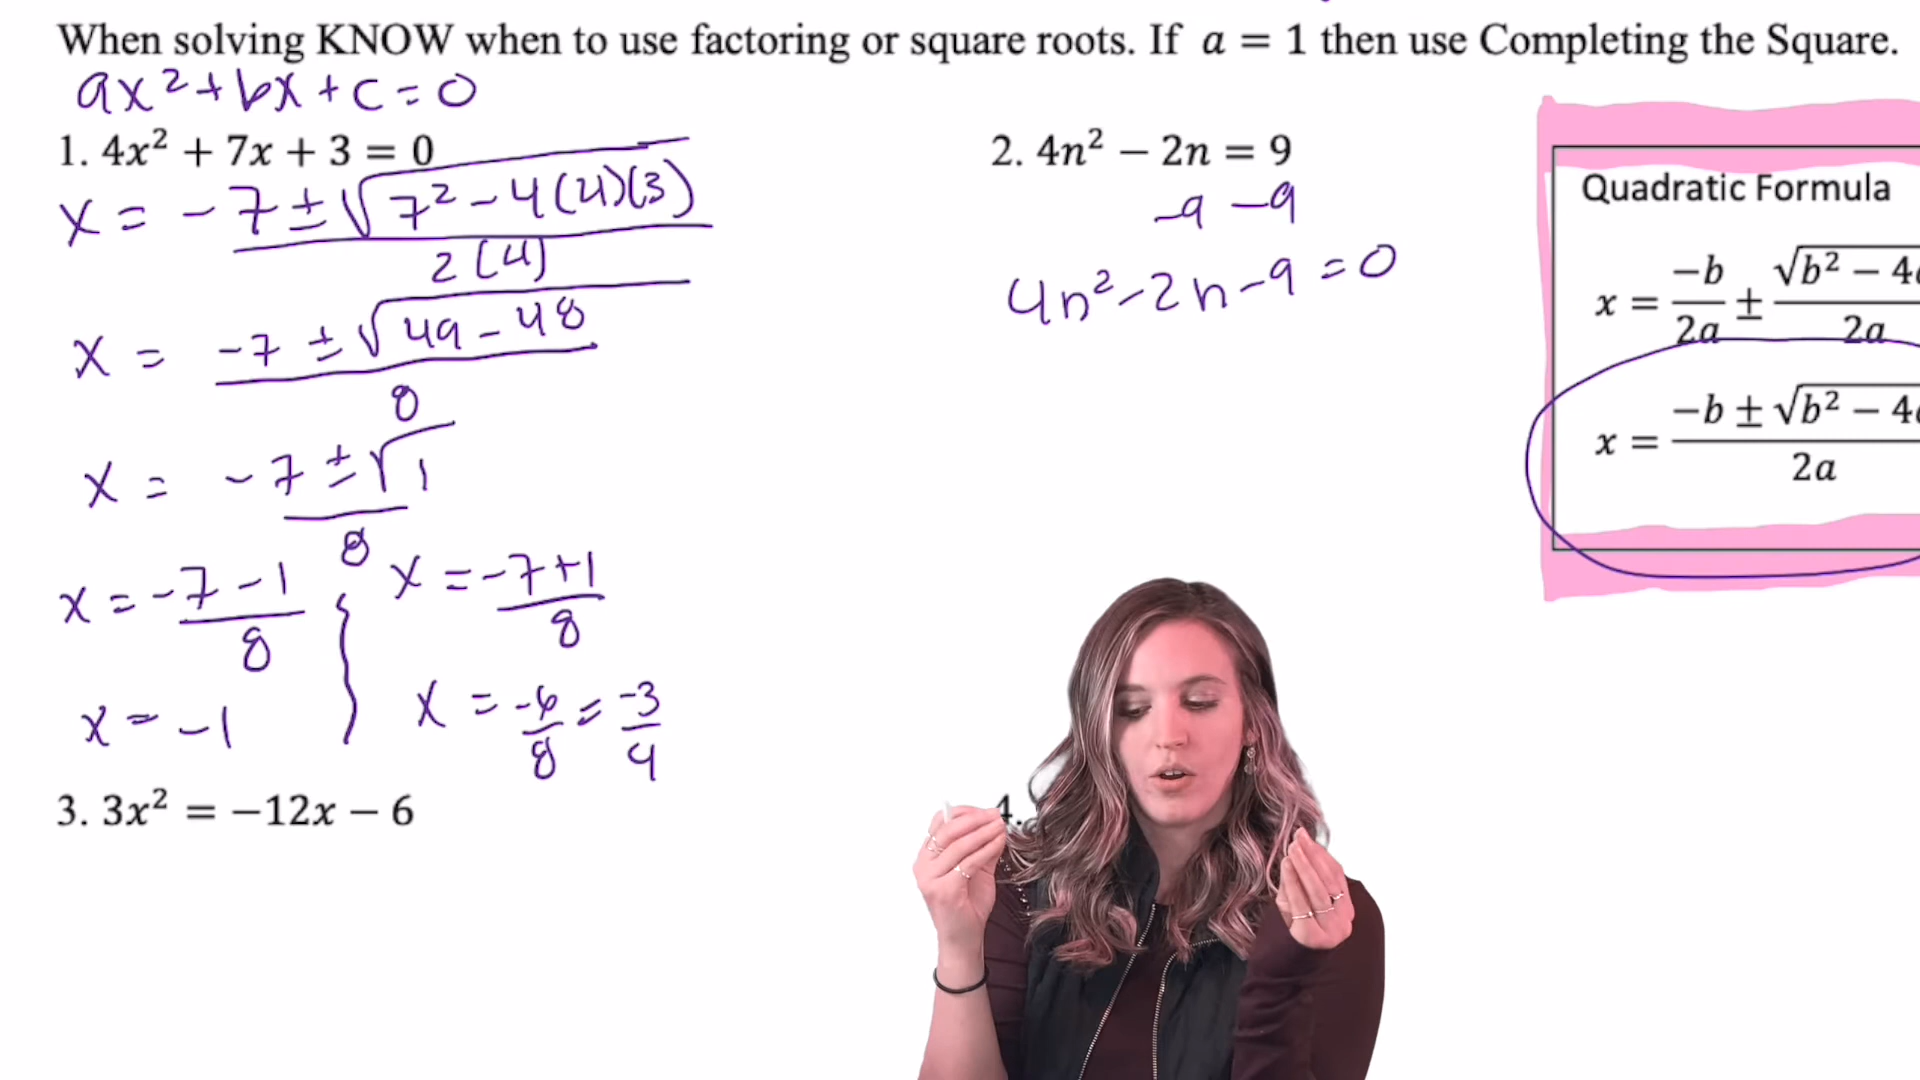 When solving KNOW when to use factoring or square roots. If a = 1 then use Completing the Square.
ax² + bx + c = 0
1. 4x² + 7x + 3 = 0
x = -7 ± √7² - 4(4)(3)
2(4)
x = -7 ± √49 - 48
8
x = -7 ± √1
8
x = -7 - 1
8
x = -1
x = -7 + 1
8
x = -6/8 = -3/4
2. 4n² − 2n = 9
-9 -9
4n² - 2n - 9 = 0
Quadratic Formula
x = −b/2a ± √b² − 4
2a
x = −b ± √b² − 4
2a
3. 3x² = −12x − 6
4.